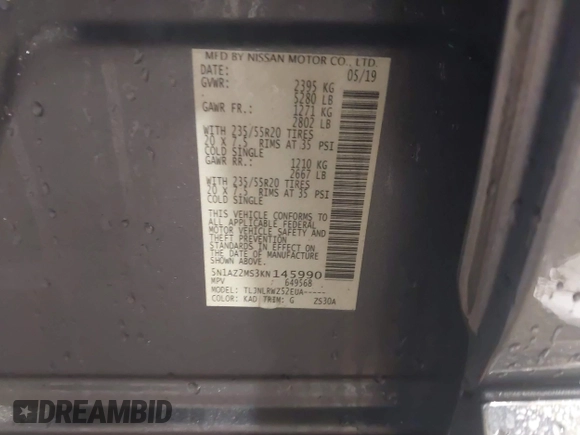 MFD BY NISSAN MOTOR CO., LTD.
DATE: 05/19
GVWR: 2395 KG
5280 LB
GAWR FR.: 1271 KG
2802 LB
WITH 235/55R20 TIRES
20 X 7.5 RIMS AT 35 PSI
COLD SINGLE
GAWR RR.: 1210 KG
2667 LB
WITH 235/55R20 TIRES
20 X 7.5 RIMS AT 35 PSI
COLD SINGLE
THIS VEHICLE CONFORMS TO
ALL APPLICABLE FEDERAL
MOTOR VEHICLE SAFETY AND
THEFT PREVENTION
STANDARDS IN EFFECT ON
THE DATE OF MANUFACTURE
SHOWN ABOVE.
5N1AZ2MS3KN145990
MPV / 649568
MODEL: TLJNLRWZ52EUA-----
COLOR: KAD TRIM: G ZS30A
DREAMBID